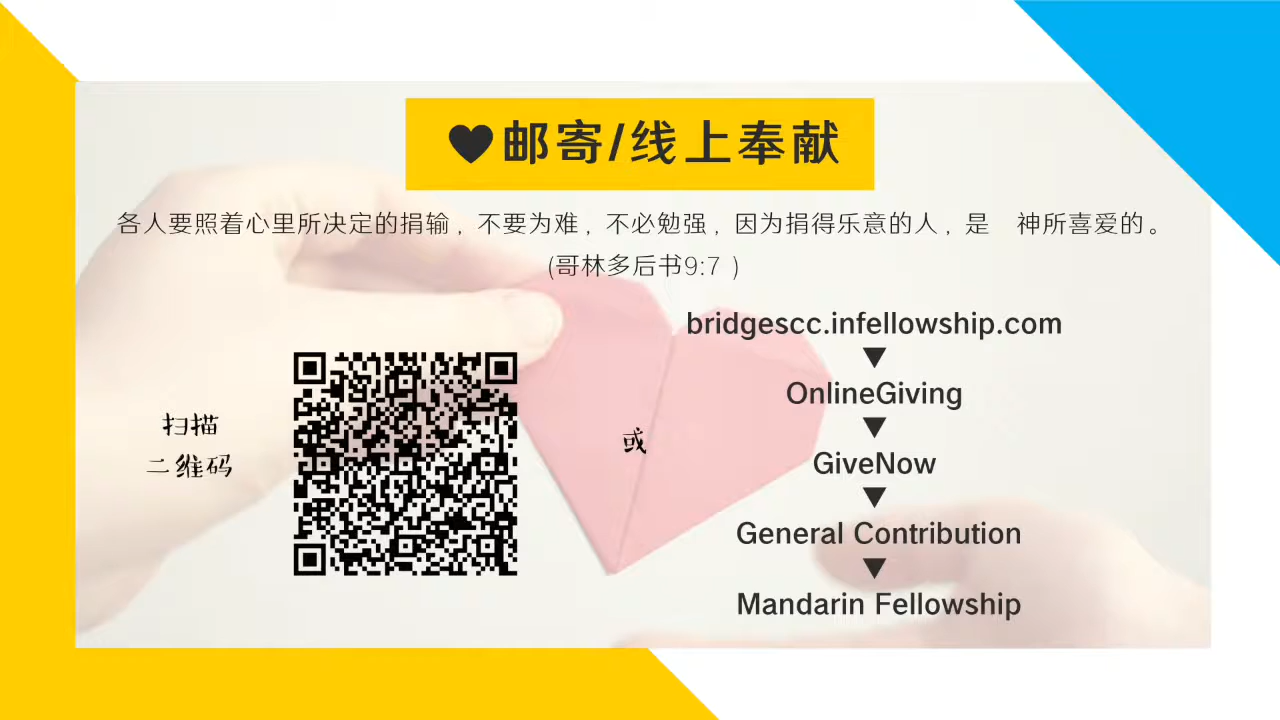 邮寄/线上奉献
各人要照着心里所决定的捐输，不要为难，不必勉强，因为捐得乐意的人，是　神所喜爱的。
(哥林多后书9:7 )
扫描
二维码
或
bridgescc.infellowship.com
OnlineGiving
GiveNow
General Contribution
Mandarin Fellowship